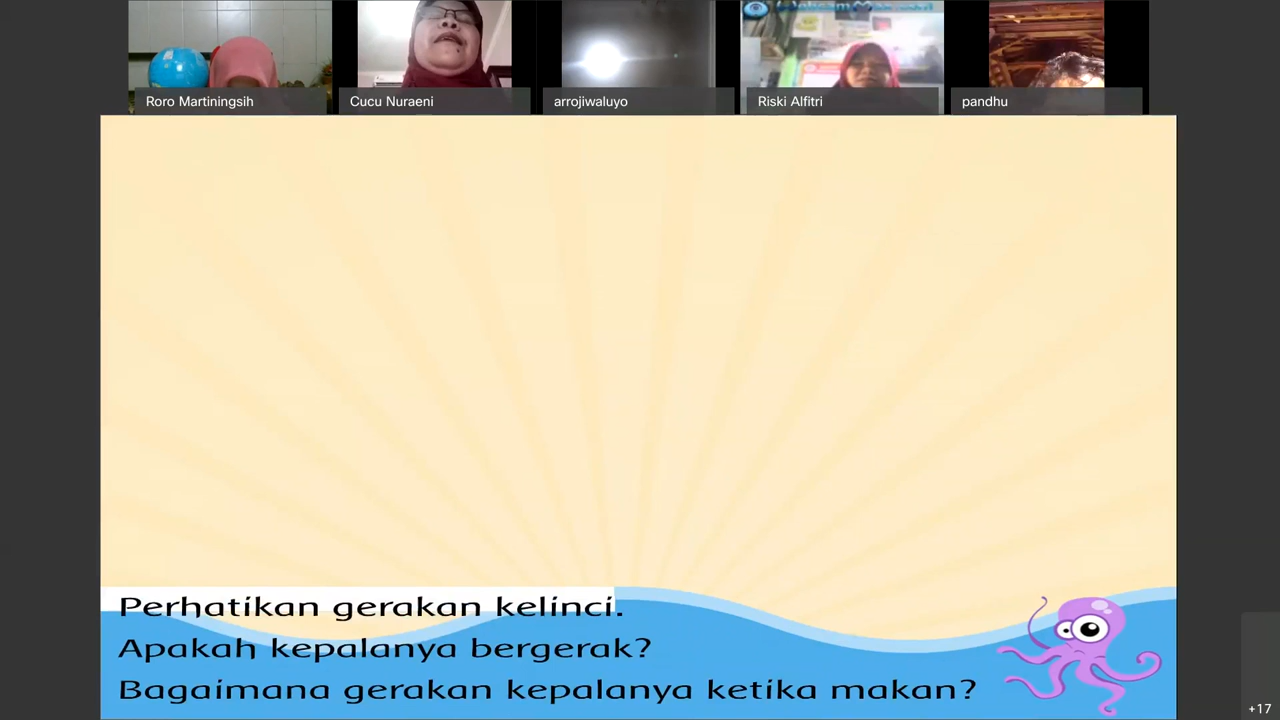 Roro Martiningsih
Cucu Nuraeni
arrojiwaluyo
Riski Alfitri
pandhu
Perhatikan gerakan kelinci.
Apakah kepalanya bergerak?
Bagaimana gerakan kepalanya ketika makan?
+17